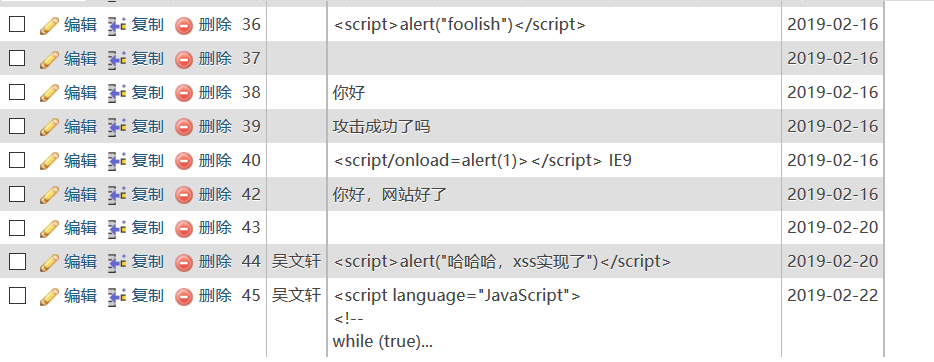 编辑 复制 删除 36 <script>alert("foolish")</script> 2019-02-16
编辑 复制 删除 37 2019-02-16
编辑 复制 删除 38 你好 2019-02-16
编辑 复制 删除 39 攻击成功了吗 2019-02-16
编辑 复制 删除 40 <script/onload=alert(1)></script> IE9 2019-02-16
编辑 复制 删除 42 你好，网站好了 2019-02-16
编辑 复制 删除 43 2019-02-20
编辑 复制 删除 44 吴文轩 <script>alert("哈哈哈，xss实现了")</script> 2019-02-20
编辑 复制 删除 45 吴文轩 <script language="JavaScript"> 2019-02-22
<!--
while (true)...